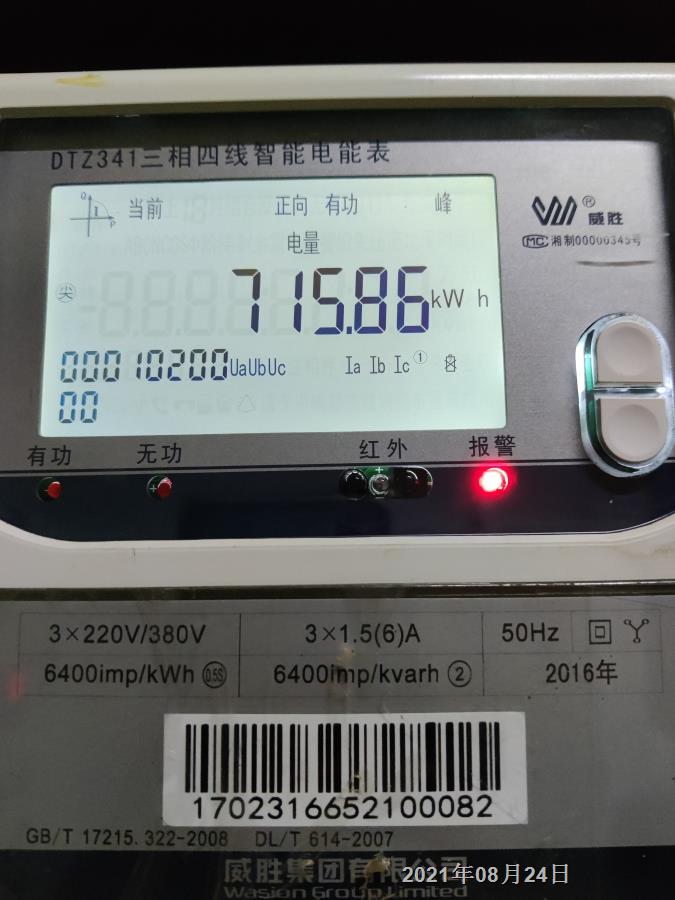 DTZ341三相四线智能电能表
Q I P 当前 正向 有功 峰
电量
尖 715.86 kW h
00010200 UaUbUc Ia Ib Ic ①
00
® 威胜
MC 湘制00000345号
有功 无功 红外 报警
3×220V/380V 3×1.5(6)A 50Hz
6400imp/kWh 0.5S 6400imp/kvarh ② 2016年
1702316652100082
GB/T 17215.322-2008 DL/T 614-2007
威胜集团有限公司
Wasion Group Limited
2021年08月24日